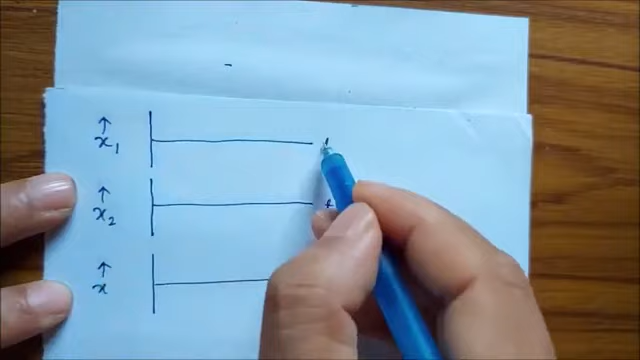 ↑
x₁
↑
x₂ t
↑
x